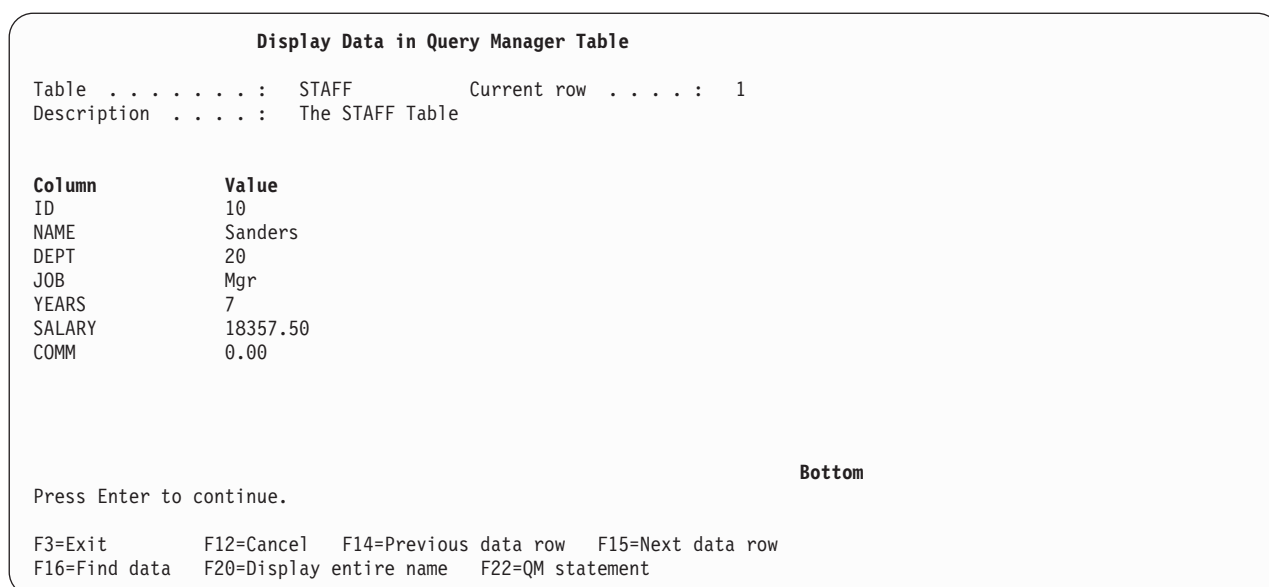 Display Data in Query Manager Table
Table . . . . . . . : STAFF Current row . . . . : 1
Description . . . . : The STAFF Table
Column Value
ID 10
NAME Sanders
DEPT 20
JOB Mgr
YEARS 7
SALARY 18357.50
COMM 0.00
Bottom
Press Enter to continue.
F3=Exit F12=Cancel F14=Previous data row F15=Next data row
F16=Find data F20=Display entire name F22=QM statement